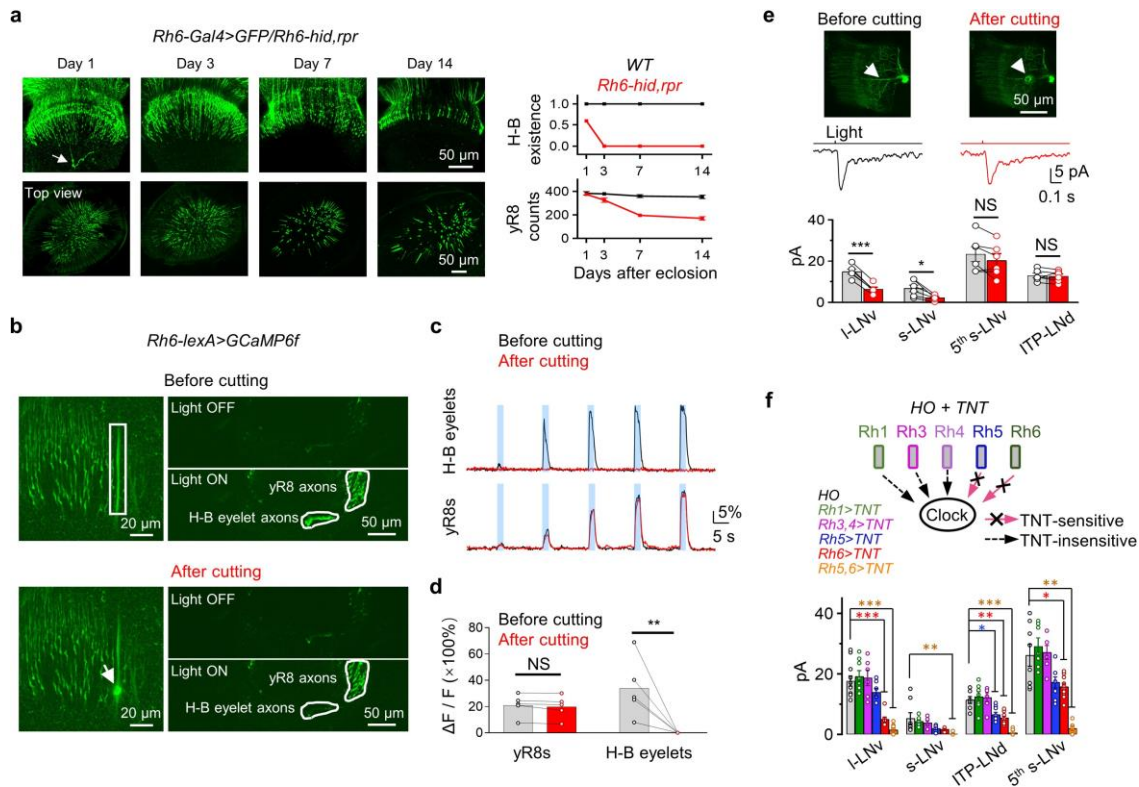 a
Rh6-Gal4>GFP/Rh6-hid,rpr
Day 1
Day 3
Day 7
Day 14
50 µm
Top view
50 µm
WT
Rh6-hid,rpr
H-B existence
1.0
0.5
0.0
1 3 7 14
yR8 counts
400
200
0
1 3 7 14
Days after eclosion
b
Rh6-lexA>GCaMP6f
Before cutting
20 µm
Light OFF
Light ON
yR8 axons
H-B eyelet axons
50 µm
After cutting
20 µm
Light OFF
Light ON
yR8 axons
H-B eyelet axons
50 µm
c
Before cutting
After cutting
H-B eyelets
yR8s
5%
5 s
d
Before cutting
After cutting
ΔF / F (×100%)
80
60
40
20
0
NS
**
yR8s
H-B eyelets
e
Before cutting
After cutting
50 µm
Light
5 pA
0.1 s
pA
40
20
0
***
*
NS
NS
l-LNv
s-LNv
5th s-LNv
ITP-LNd
f
HO + TNT
Rh1 Rh3 Rh4 Rh5 Rh6
Clock
HO
Rh1>TNT
Rh3,4>TNT
Rh5>TNT
Rh6>TNT
Rh5,6>TNT
TNT-sensitive
TNT-insensitive
pA
40
20
0
***
***
**
***
**
*
**
*
l-LNv
s-LNv
ITP-LNd
5th s-LNv